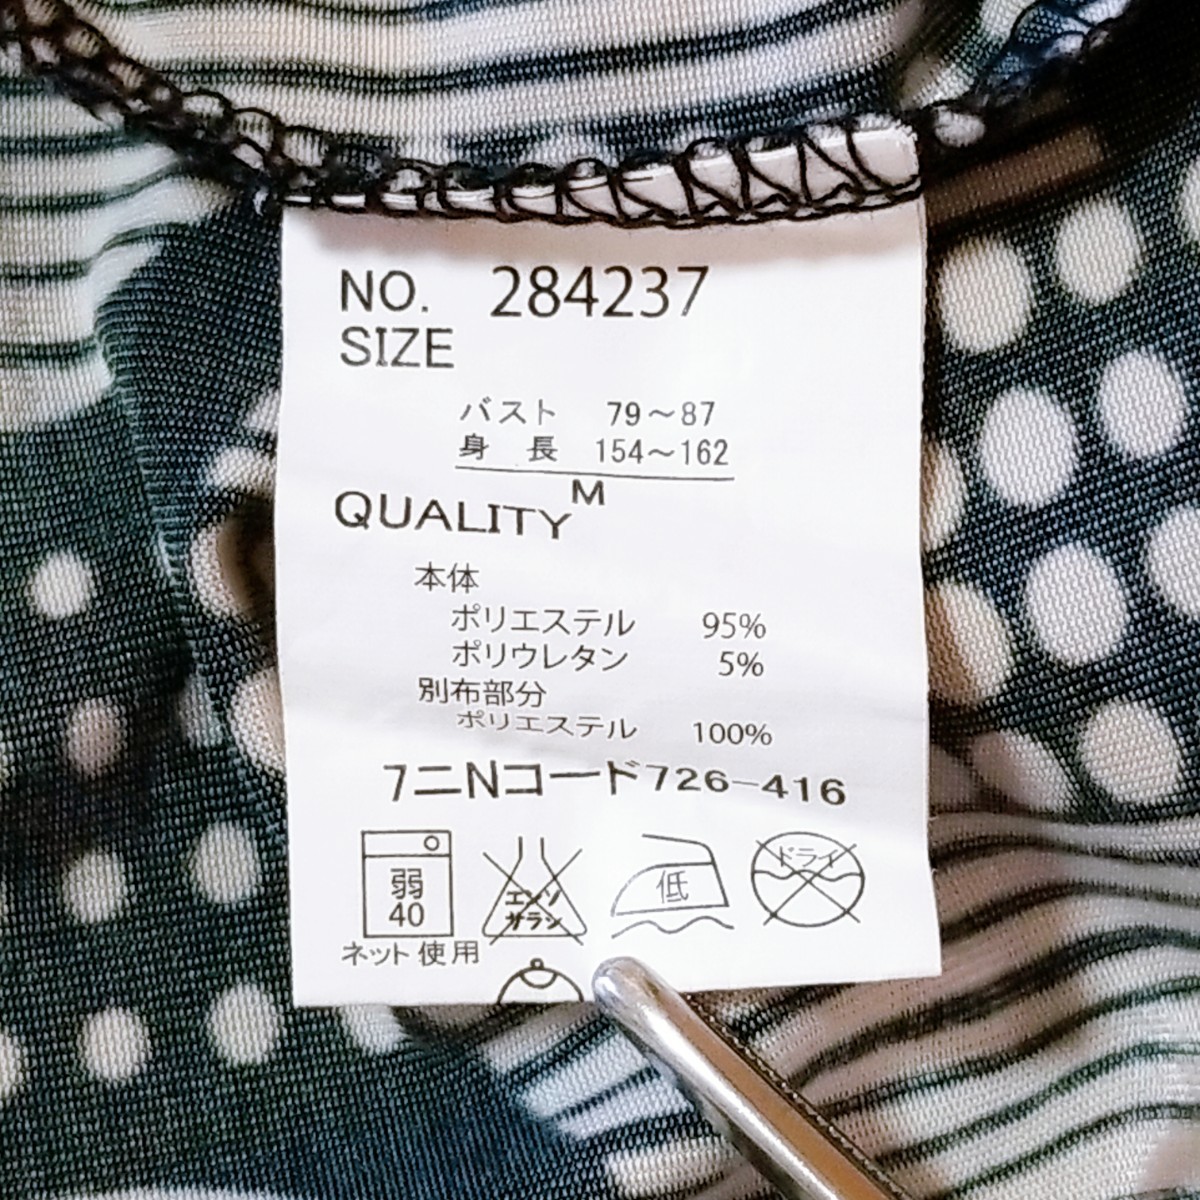 NO. 284237
SIZE
バスト 79～87
身 長 154～162
M
QUALITY
本体
ポリエステル 95%
ポリウレタン 5%
別布部分
ポリエステル 100%
7ニNコード726-416
弱
40
エンソ
サラシ
低
ドライ
ネット使用